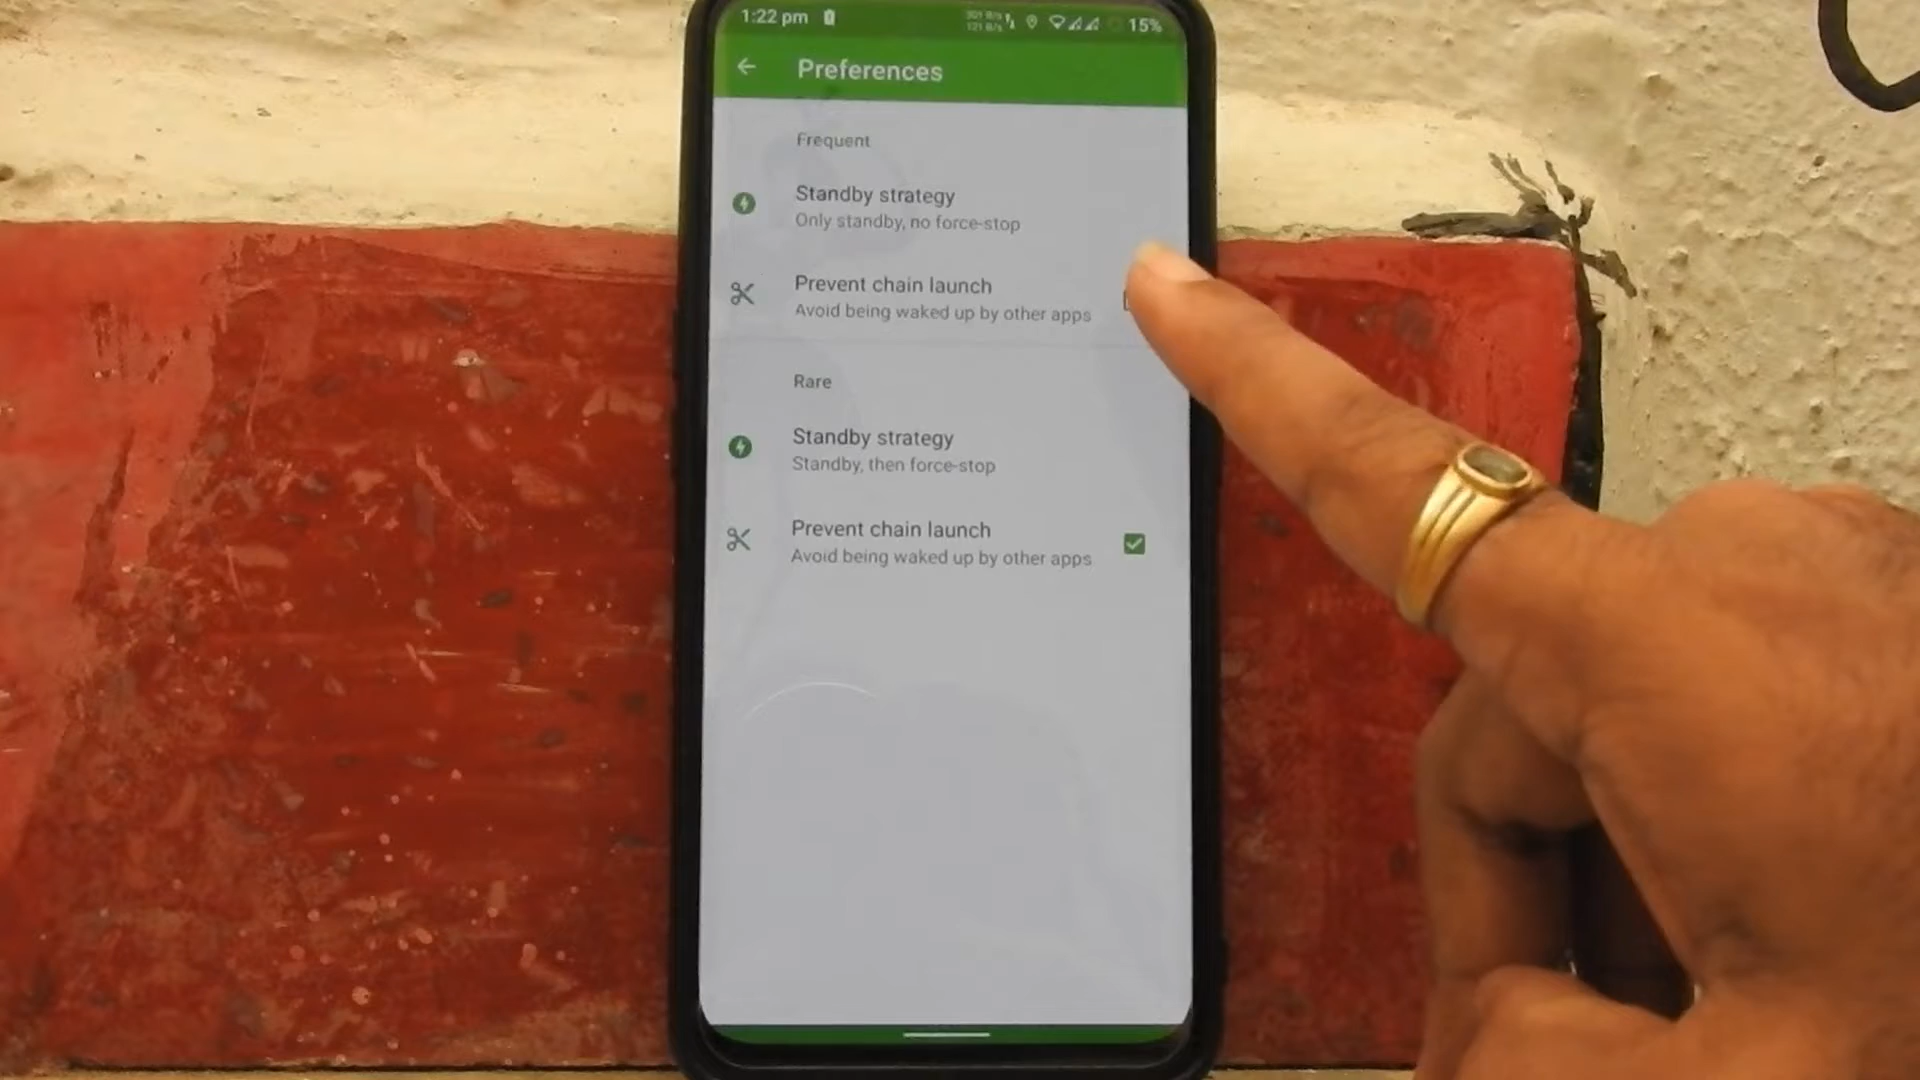 1:22 pm
301 B/s
121 B/s
15%
Preferences
Frequent
Standby strategy
Only standby, no force-stop
Prevent chain launch
Avoid being waked up by other apps
Rare
Standby strategy
Standby, then force-stop
Prevent chain launch
Avoid being waked up by other apps